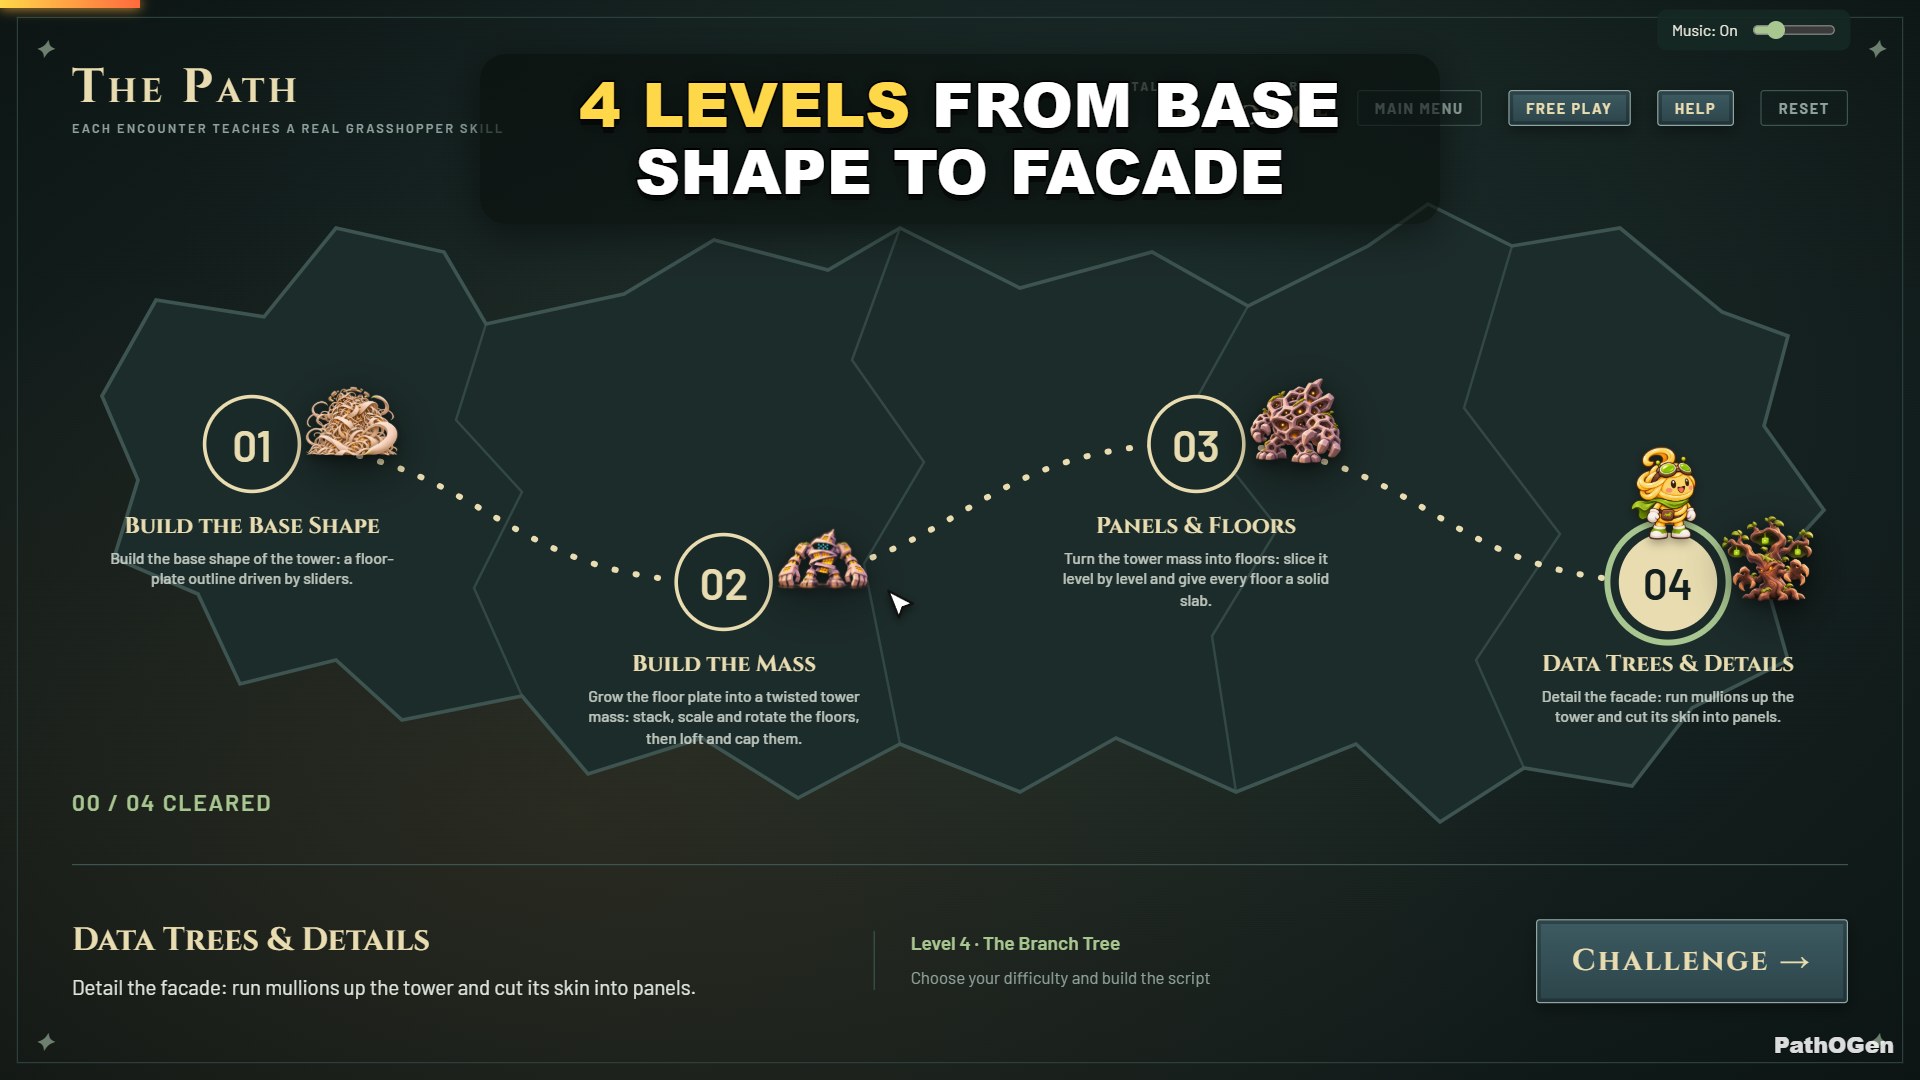 Music: On
THE PATH
EACH ENCOUNTER TEACHES A REAL GRASSHOPPER SKILL
4 LEVELS FROM BASE
SHAPE TO FACADE
MAIN MENU
FREE PLAY
HELP
RESET
01
BUILD THE BASE SHAPE
Build the base shape of the tower: a floor-
plate outline driven by sliders.
02
BUILD THE MASS
Grow the floor plate into a twisted tower
mass: stack, scale and rotate the floors,
then loft and cap them.
03
PANELS & FLOORS
Turn the tower mass into floors: slice it
level by level and give every floor a solid
slab.
04
DATA TREES & DETAILS
Detail the facade: run mullions up the
tower and cut its skin into panels.
00 / 04 CLEARED
DATA TREES & DETAILS
Detail the facade: run mullions up the tower and cut its skin into panels.
Level 4 · The Branch Tree
Choose your difficulty and build the script
CHALLENGE →
PathOGen